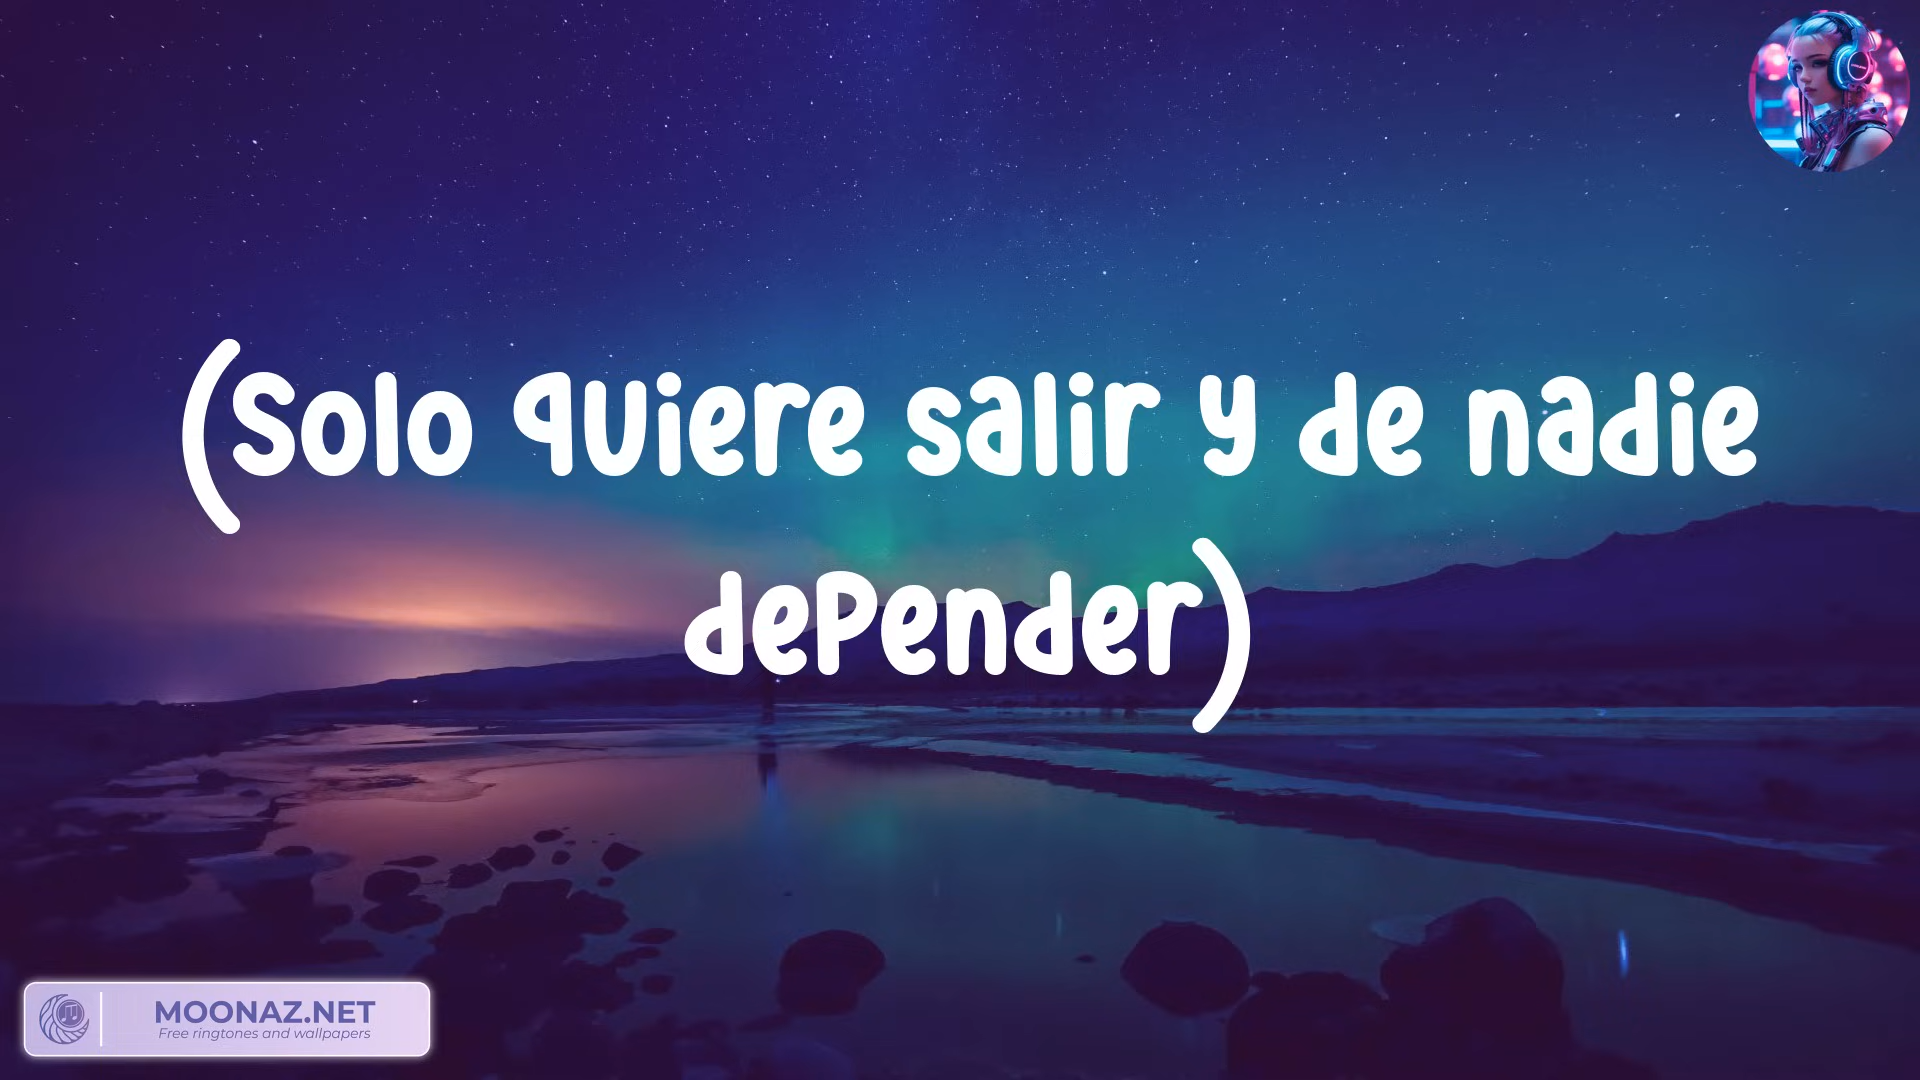 (Solo quiere salir y de nadie
depender)
MOONAZ.NET
Free ringtones and wallpapers